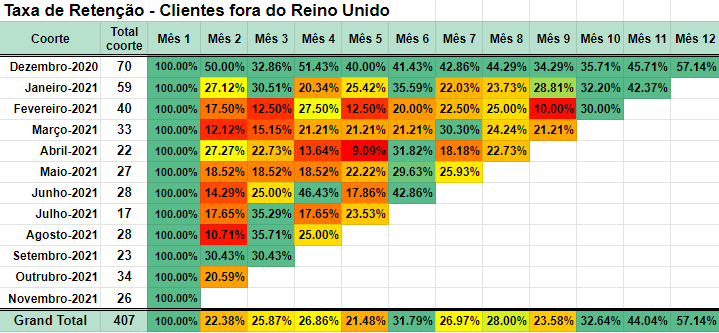 Taxa de Retenção - Clientes fora do Reino Unido
Coorte Total coorte Mês 1 Mês 2 Mês 3 Mês 4 Mês 5 Mês 6 Mês 7 Mês 8 Mês 9 Mês 10 Mês 11 Mês 12
Dezembro-2020 70 100.00% 50.00% 32.86% 51.43% 40.00% 41.43% 42.86% 44.29% 34.29% 35.71% 45.71% 57.14%
Janeiro-2021 59 100.00% 27.12% 30.51% 20.34% 25.42% 35.59% 22.03% 23.73% 28.81% 32.20% 42.37%
Fevereiro-2021 40 100.00% 17.50% 12.50% 27.50% 12.50% 20.00% 22.50% 25.00% 10.00% 30.00%
Março-2021 33 100.00% 12.12% 15.15% 21.21% 21.21% 21.21% 30.30% 24.24% 21.21%
Abril-2021 22 100.00% 27.27% 22.73% 13.64% 9.09% 31.82% 18.18% 22.73%
Maio-2021 27 100.00% 18.52% 18.52% 18.52% 22.22% 29.63% 25.93%
Junho-2021 28 100.00% 14.29% 25.00% 46.43% 17.86% 42.86%
Julho-2021 17 100.00% 17.65% 35.29% 17.65% 23.53%
Agosto-2021 28 100.00% 10.71% 35.71% 25.00%
Setembro-2021 23 100.00% 30.43% 30.43%
Outrubro-2021 34 100.00% 20.59%
Novembro-2021 26 100.00%
Grand Total 407 100.00% 22.38% 25.87% 26.86% 21.48% 31.79% 26.97% 28.00% 23.58% 32.64% 44.04% 57.14%